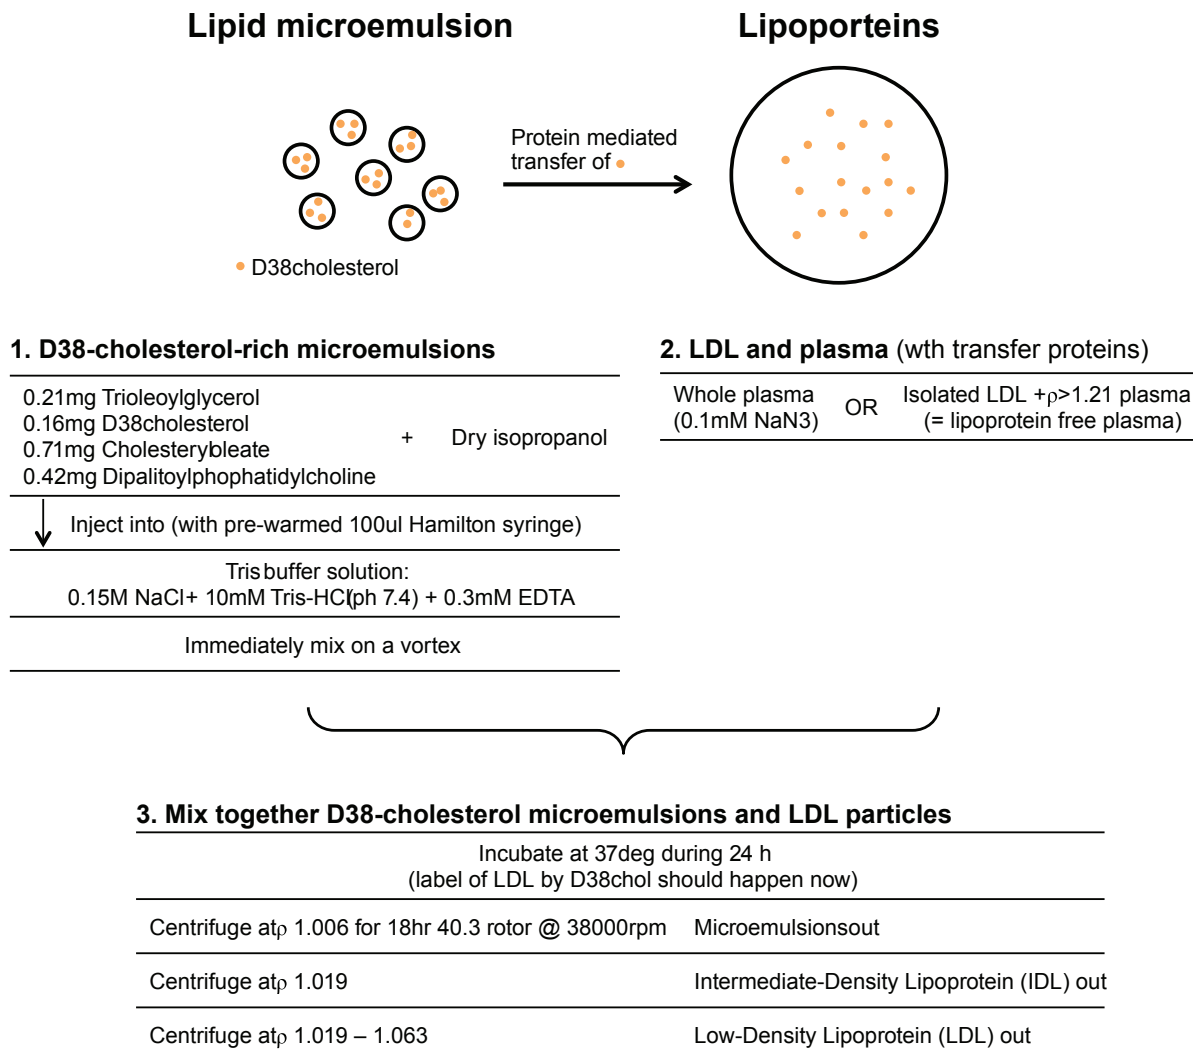 Lipid microemulsion
Lipoporteins
Protein mediated
transfer of
D38cholesterol
1. D38-cholesterol-rich microemulsions
0.21mg Trioleoylglycerol
0.16mg D38cholesterol
0.71mg Cholesterylbleate
0.42mg Dipalitoylphophatidylcholine
+ Dry isopropanol
Inject into (with pre-warmed 100ul Hamilton syringe)
Tris buffer solution:
0.15M NaCl + 10mM Tris-HCl(ph 7.4) + 0.3mM EDTA
Immediately mix on a vortex
2. LDL and plasma (wth transfer proteins)
Whole plasma
(0.1mM NaN3)
OR
Isolated LDL +ρ>1.21 plasma
(= lipoprotein free plasma)
3. Mix together D38-cholesterol microemulsions and LDL particles
Incubate at 37deg during 24 h
(label of LDL by D38chol should happen now)
Centrifuge atρ 1.006 for 18hr 40.3 rotor @ 38000rpm Microemulsionsout
Centrifuge atρ 1.019 Intermediate-Density Lipoprotein (IDL) out
Centrifuge atρ 1.019 – 1.063 Low-Density Lipoprotein (LDL) out